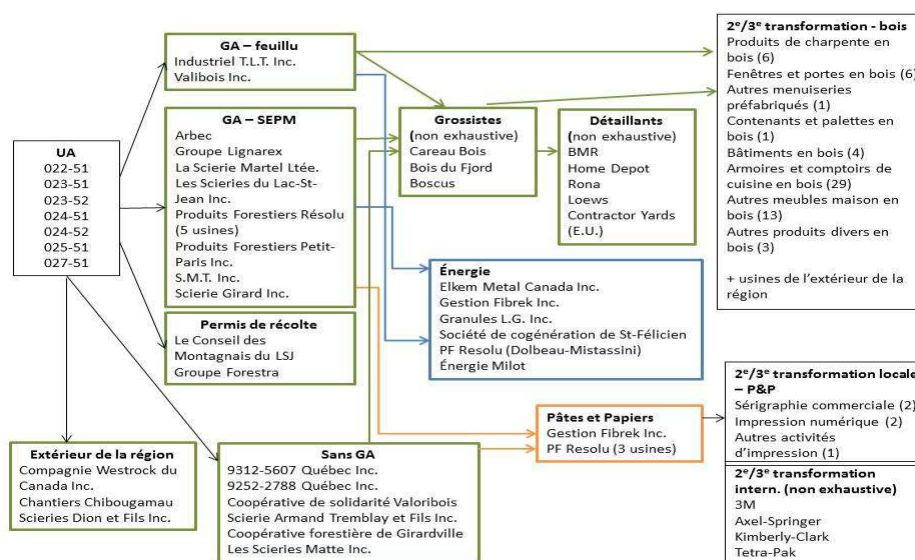 UA
022-51
023-51
023-52
024-51
024-52
025-51
027-51
GA – feuillu
Industriel T.L.T. Inc.
Valibois Inc.
GA – SEPM
Arbec
Groupe Lignarex
La Scierie Martel Ltée.
Les Scieries du Lac-St-
Jean Inc.
Produits Forestiers Résolu
(5 usines)
Produits Forestiers Petit-
Paris Inc.
S.M.T. Inc.
Scierie Girard Inc.
Permis de récolte
Le Conseil des
Montagnais du LSJ
Groupe Forestra
Extérieur de la région
Compagnie Westrock du
Canada Inc.
Chantiers Chibougamau
Scieries Dion et Fils Inc.
Sans GA
9312-5607 Québec Inc.
9252-2788 Québec Inc.
Coopérative de solidarité Valoribois
Scierie Armand Tremblay et Fils Inc.
Coopérative forestière de Girardville
Les Scieries Matte Inc.
Grossistes
(non exhaustive)
Careau Bois
Bois du Fjord
Boscus
Détaillants
(non exhaustive)
BMR
Home Depot
Rona
Loews
Contractor Yards
(E.U.)
Énergie
Elkem Metal Canada Inc.
Gestion Fibrek Inc.
Granules L.G. Inc.
Société de cogénération de St-Félicien
PF Resolu (Dolbeau-Mistassini)
Énergie Milot
Pâtes et Papiers
Gestion Fibrek Inc.
PF Resolu (3 usines)
2e/3e transformation - bois
Produits de charpente en
bois (6)
Fenêtres et portes en bois (6)
Autres menuiseries
préfabriqués (1)
Contenants et palettes en
bois (1)
Bâtiments en bois (4)
Armoires et comptoirs de
cuisine en bois (29)
Autres meubles maison en
bois (13)
Autres produits divers en
bois (3)
+ usines de l'extérieur de la
région
2e/3e transformation locale
– P&P
Sérigraphie commerciale (2)
Impression numérique (2)
Autres activités
d'impression (1)
2e/3e transformation
intern. (non exhaustive)
3M
Axel-Springer
Kimberly-Clark
Tetra-Pak